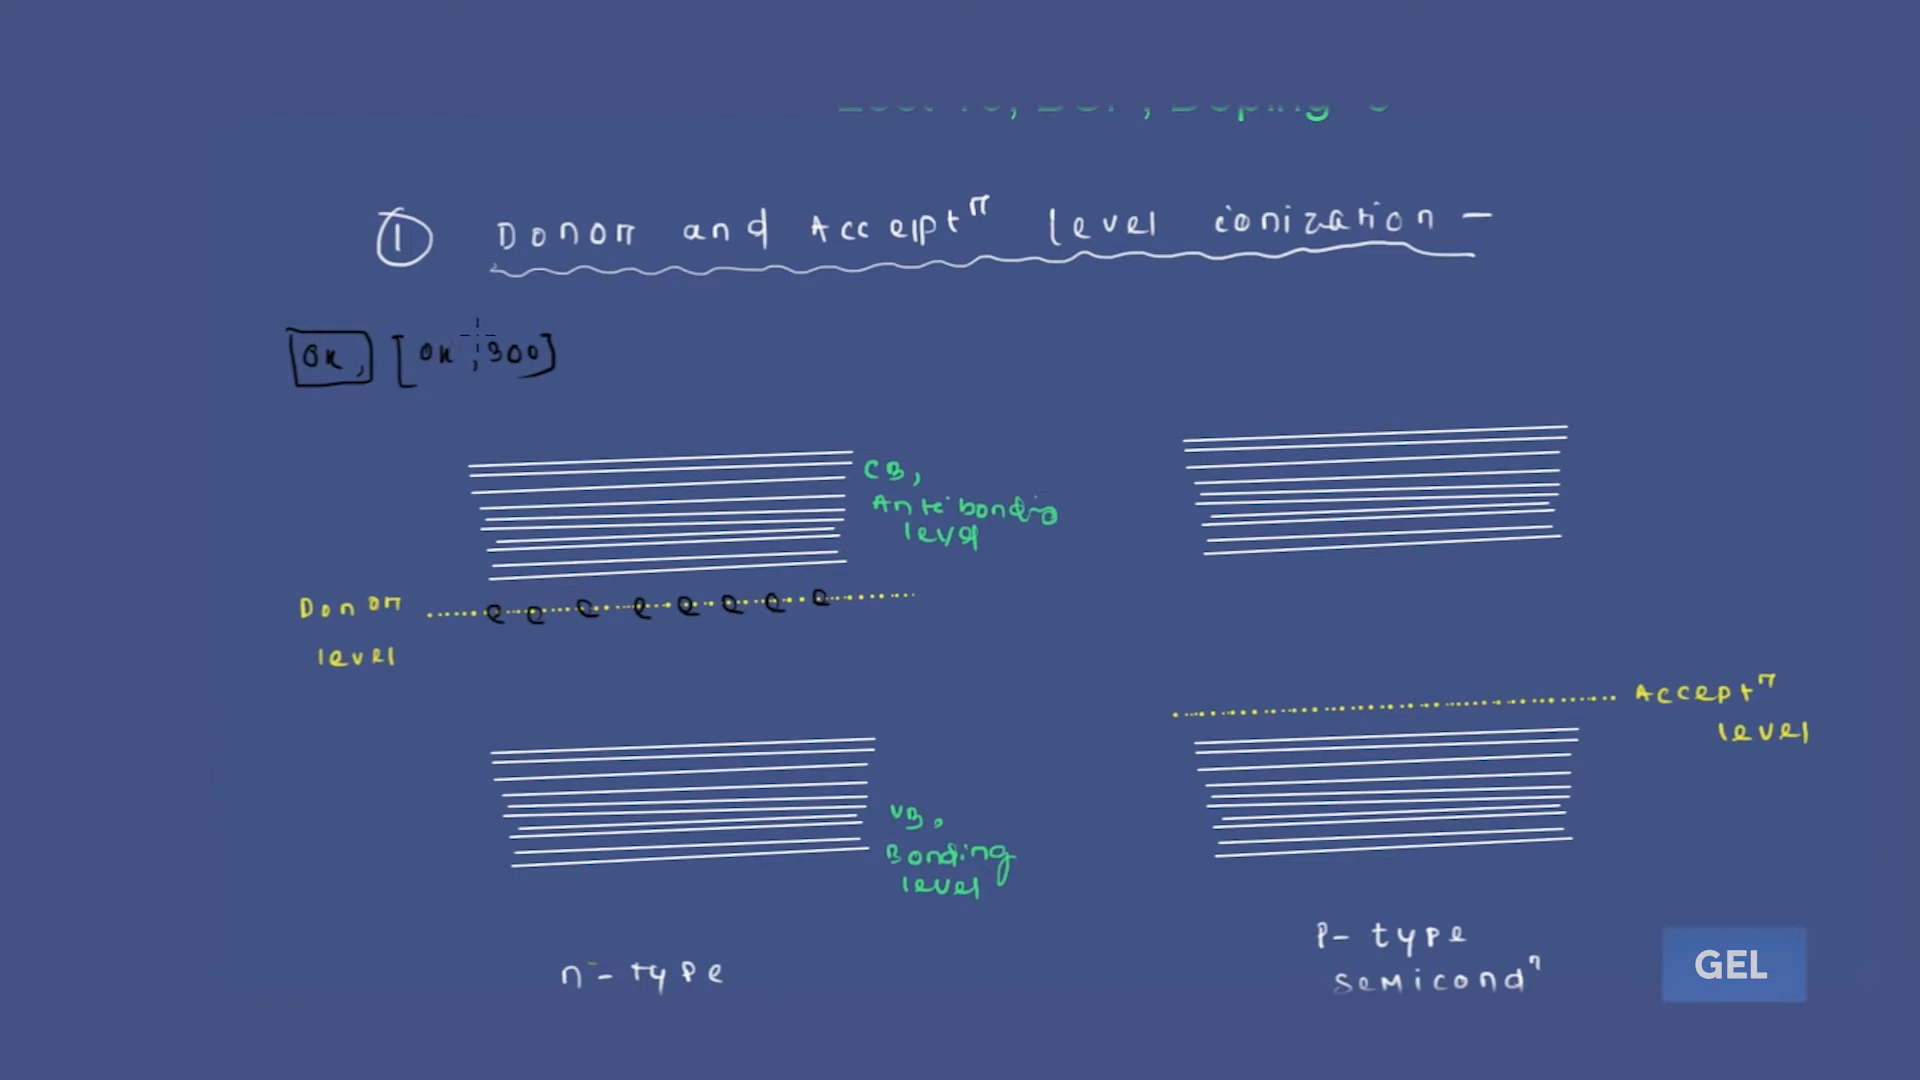 ① Donor and Acceptr level ionization –
0K, [0K, 300]
CB,
Antibonding
level
Donor
level
e e e e e e e e
Acceptr
level
VB,
Bonding
level
n-type
P-type
semicondr
GEL